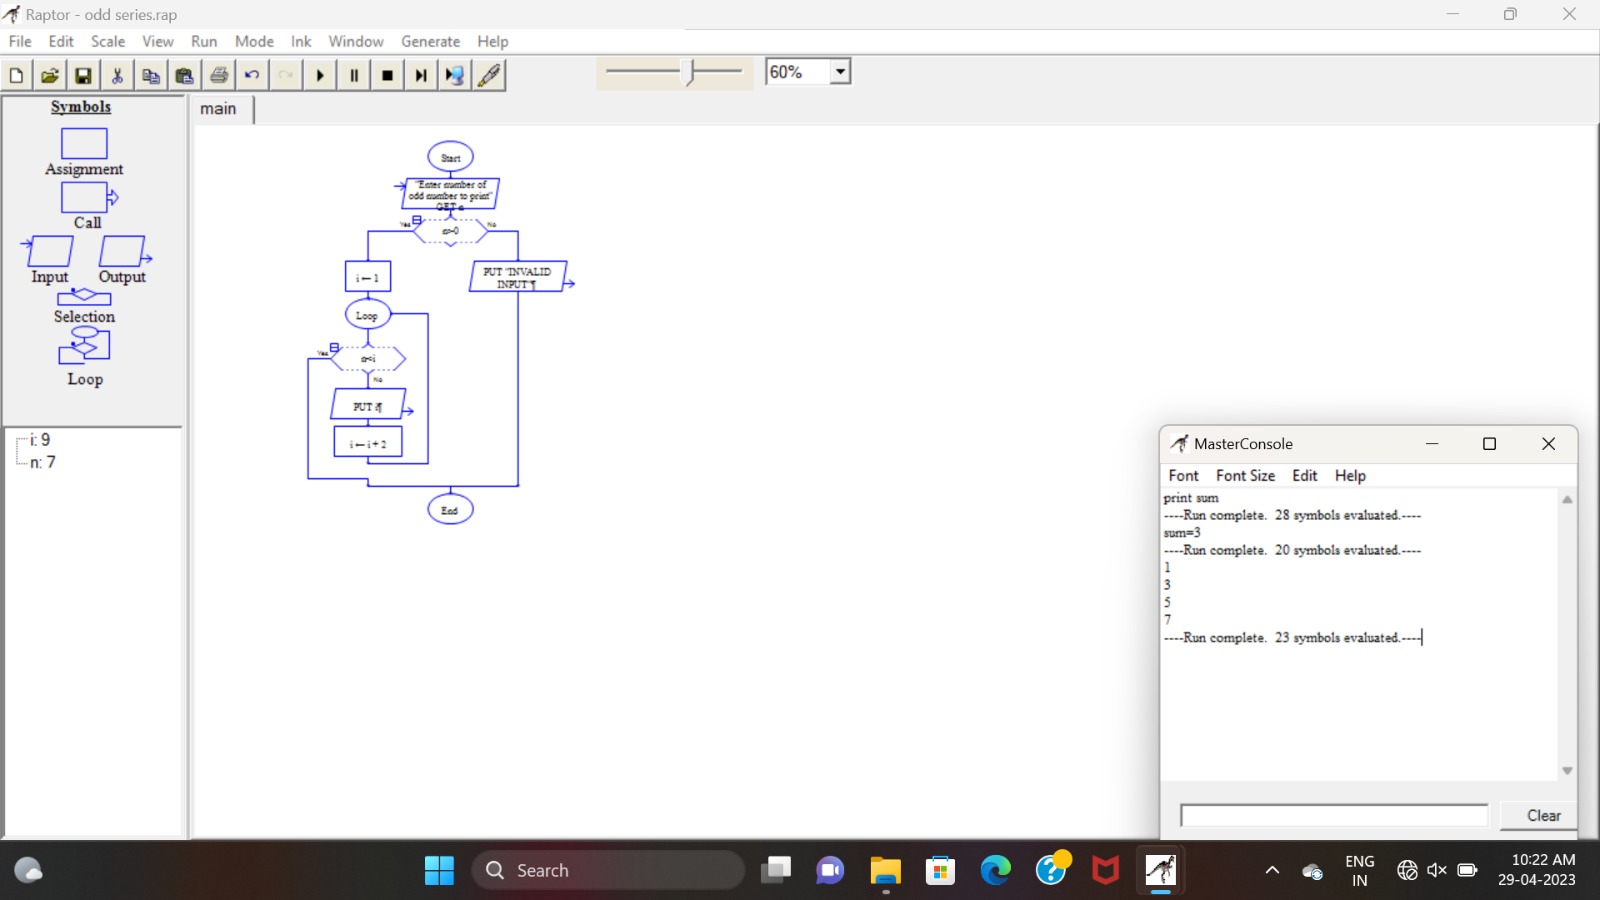 Raptor - odd series.rap
File Edit Scale View Run Mode Ink Window Generate Help
60%
Symbols
Assignment
Call
Input Output
Selection
Loop
i: 9
n: 7
main
Start
"Enter number of
odd number to print"
GET n
Yes No
n>0
i ← 1
PUT "INVALID
INPUT"¶
Loop
Yes
n<i
No
PUT i¶
i ← i + 2
End
MasterConsole
Font Font Size Edit Help
print sum
----Run complete. 28 symbols evaluated.----
sum=3
----Run complete. 20 symbols evaluated.----
1
3
5
7
----Run complete. 23 symbols evaluated.----
Clear
Search
ENG
IN
10:22 AM
29-04-2023